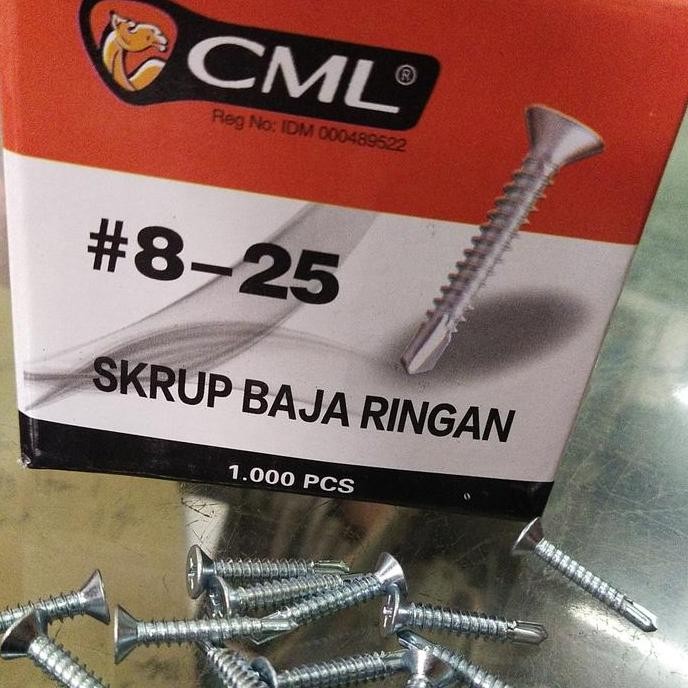 CML®
Reg No: IDM 000489522
#8-25
SKRUP BAJA RINGAN
1.000 PCS